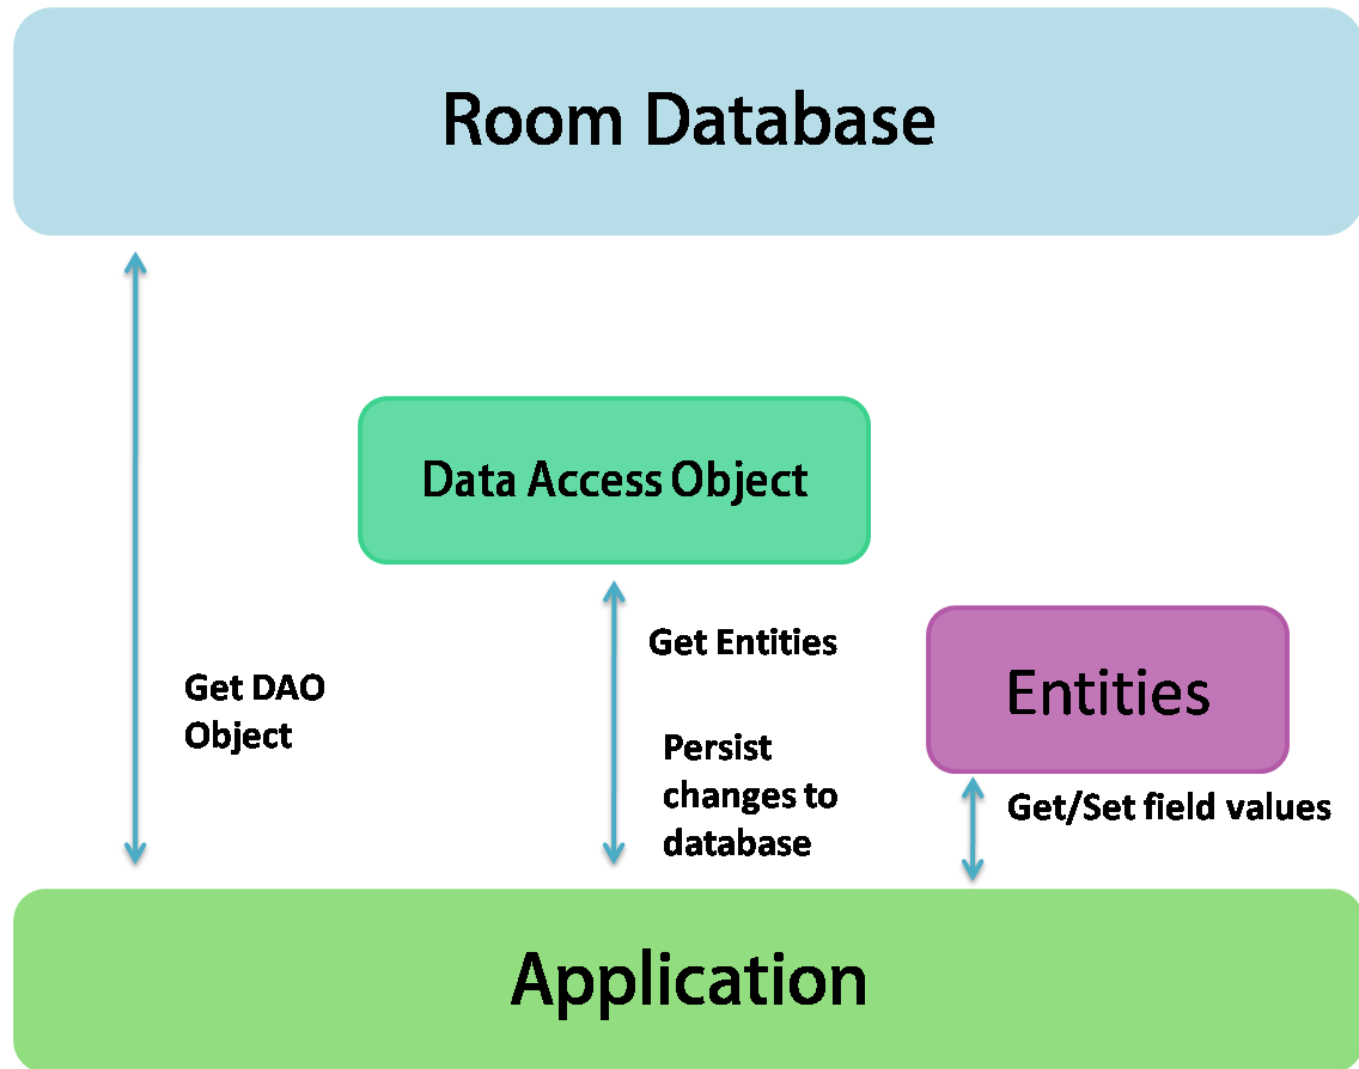 Room Database
Data Access Object
Get Entities
Entities
Get DAO
Object
Persist
changes to
database
Get/Set field values
Application